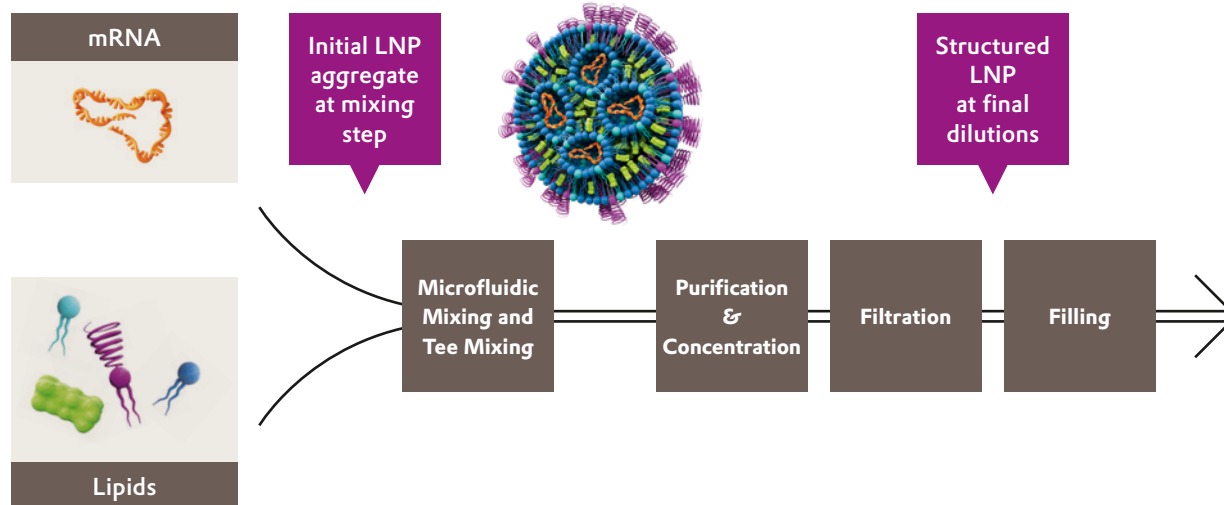 mRNA
Initial LNP
aggregate
at mixing
step
Structured
LNP
at final
dilutions
Microfluidic
Mixing and
Tee Mixing
Purification
&
Concentration
Filtration
Filling
Lipids